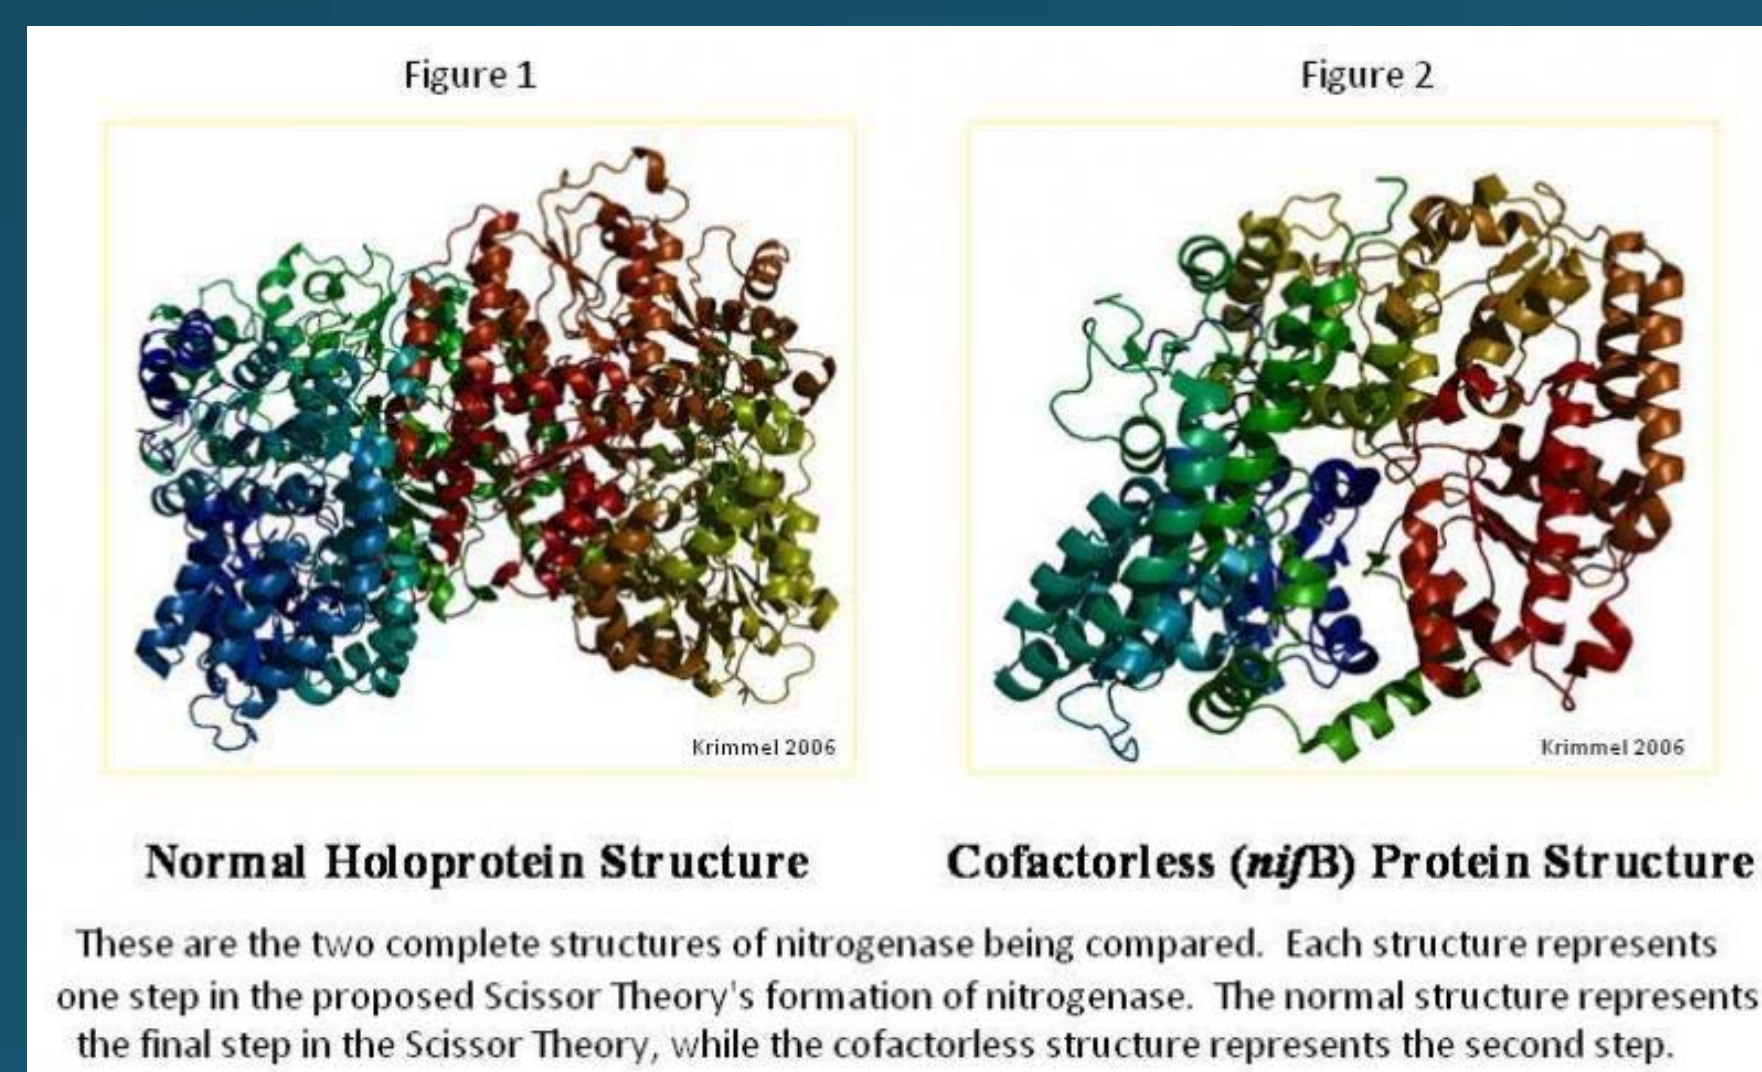 Figure 1
Figure 2
Krimmel 2006
Krimmel 2006
Normal Holoprotein Structure
Cofactorless (nifB) Protein Structure
These are the two complete structures of nitrogenase being compared.  Each structure represents
one step in the proposed Scissor Theory's formation of nitrogenase.  The normal structure represents
the final step in the Scissor Theory, while the cofactorless structure represents the second step.